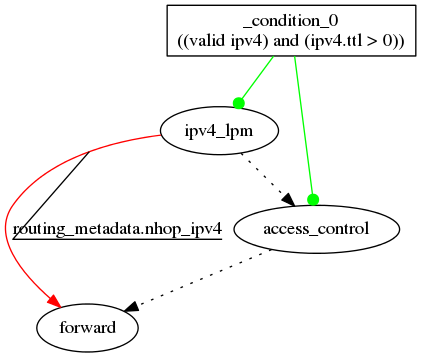 _condition_0
((valid ipv4) and (ipv4.ttl > 0))
ipv4_lpm
routing_metadata.nhop_ipv4
access_control
forward